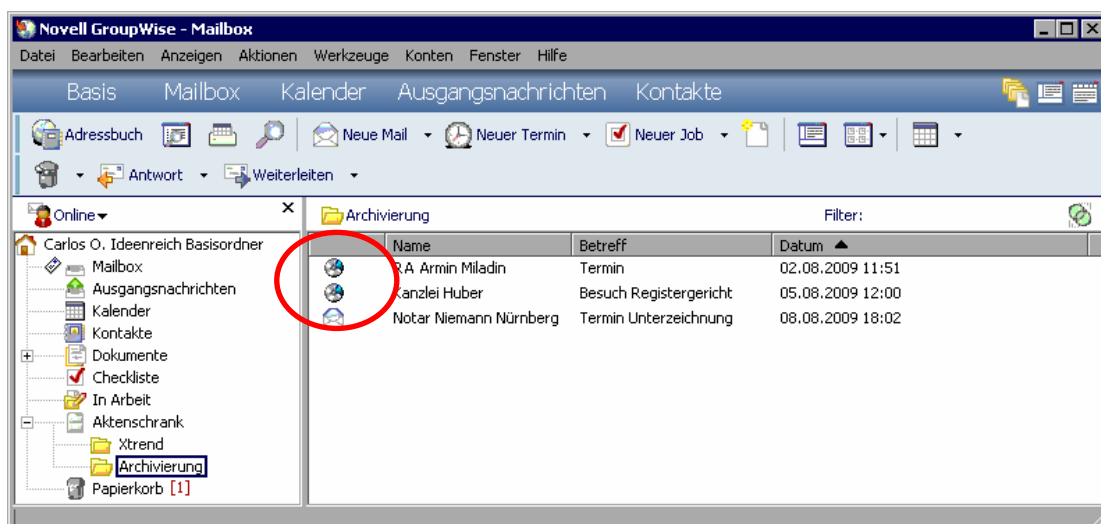 Novell GroupWise - Mailbox
Datei Bearbeiten Anzeigen Aktionen Werkzeuge Konten Fenster Hilfe
Basis Mailbox Kalender Ausgangsnachrichten Kontakte
Adressbuch Neue Mail Neuer Termin Neuer Job
Antwort Weiterleiten
Online Archivierung Filter:
Carlos O. Ideenreich Basisordner
Mailbox
Ausgangsnachrichten
Kalender
Kontakte
Dokumente
Checkliste
In Arbeit
Aktenschrank
Xtrend
Archivierung
Papierkorb [1]
Name Betreff Datum
RA Armin Miladin Termin 02.08.2009 11:51
Kanzlei Huber Besuch Registergericht 05.08.2009 12:00
Notar Niemann Nürnberg Termin Unterzeichnung 08.08.2009 18:02